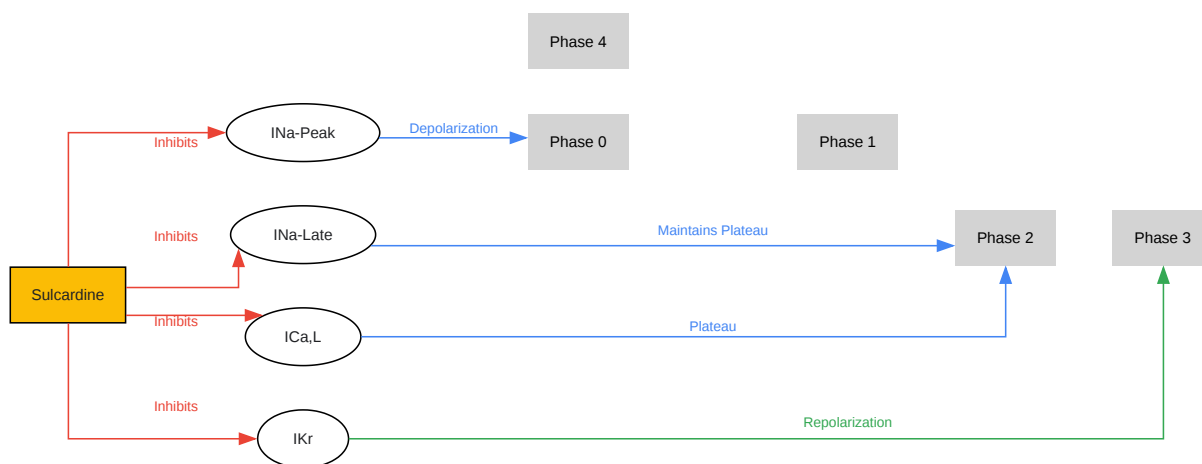 Phase 4
INa-Peak
Depolarization
Phase 0
Phase 1
Inhibits
INa-Late
Maintains Plateau
Phase 2
Phase 3
Inhibits
Sulcardine
Inhibits
ICa,L
Plateau
Inhibits
IKr
Repolarization